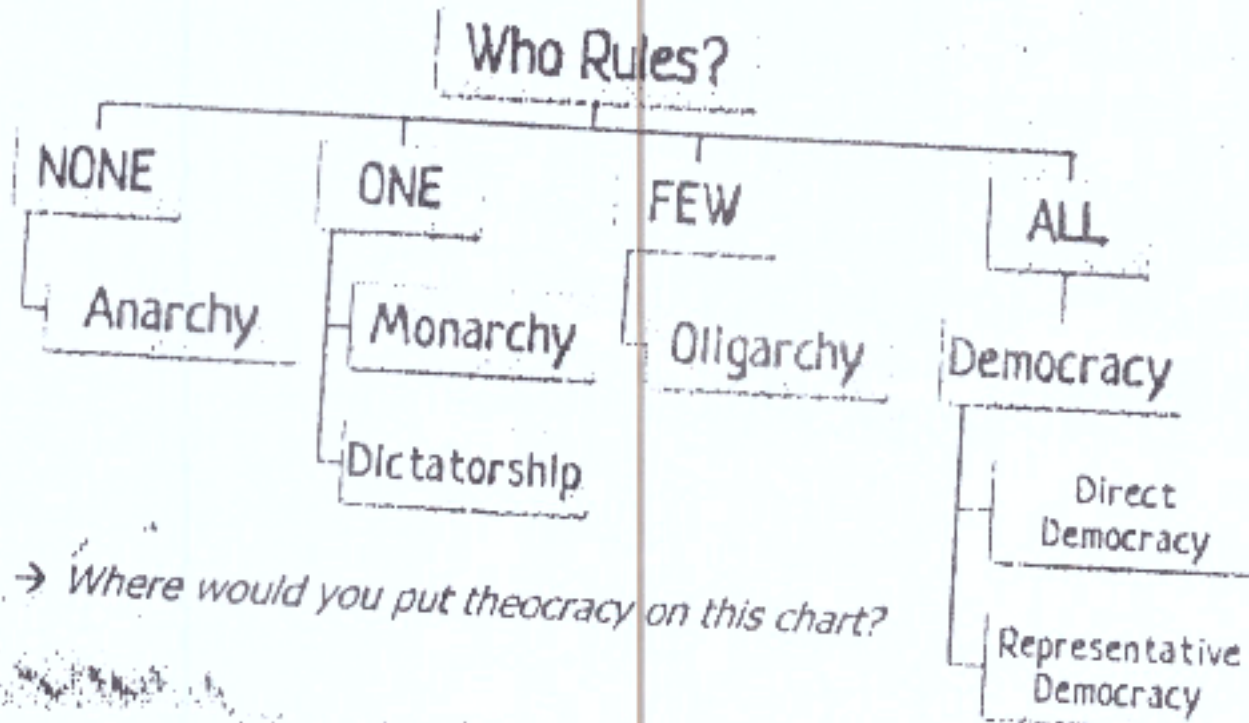 Who Rules?
NONE
ONE
FEW
ALL
Anarchy
Monarchy
Oligarchy
Democracy
Dictatorship
Direct
Democracy
→ Where would you put theocracy on this chart?
Representative
Democracy